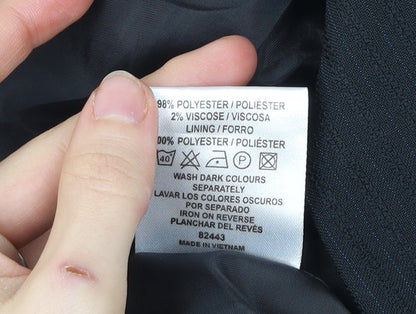 98% POLYESTER / POLIÉSTER
2% VISCOSE / VISCOSA
LINING / FORRO
100% POLYESTER / POLIÉSTER
40 P
WASH DARK COLOURS
SEPARATELY
LAVAR LOS COLORES OSCUROS
POR SEPARADO
IRON ON REVERSE
PLANCHAR DEL REVÉS
82443
MADE IN VIETNAM